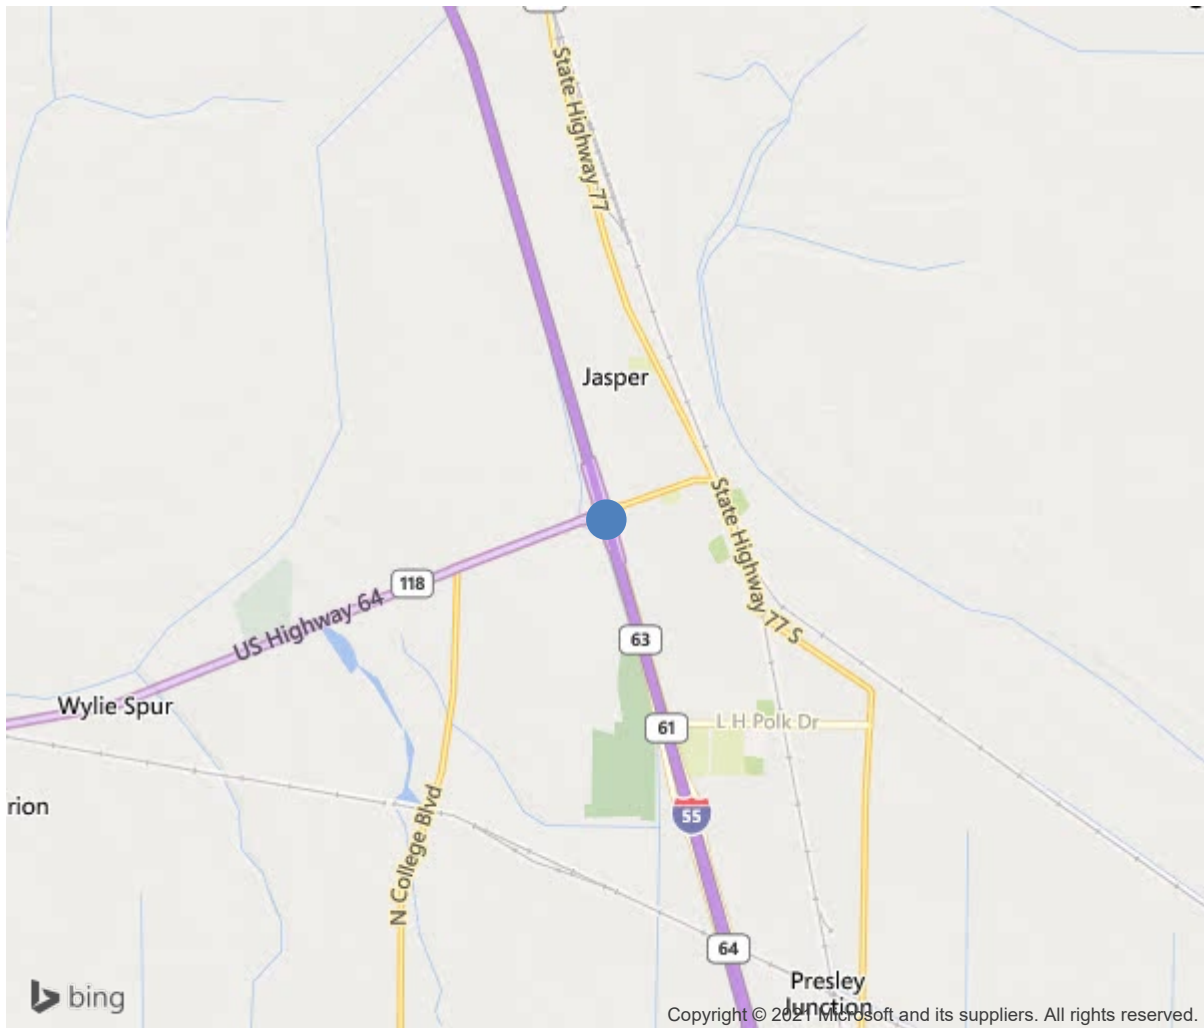 State Highway 77
Jasper
State Highway 77 S
118
US Highway 64
63
Wylie Spur
61
L H Polk Dr
rion
55
N College Blvd
64
Presley
Junction
bing
Copyright © 2021 Microsoft and its suppliers. All rights reserved.